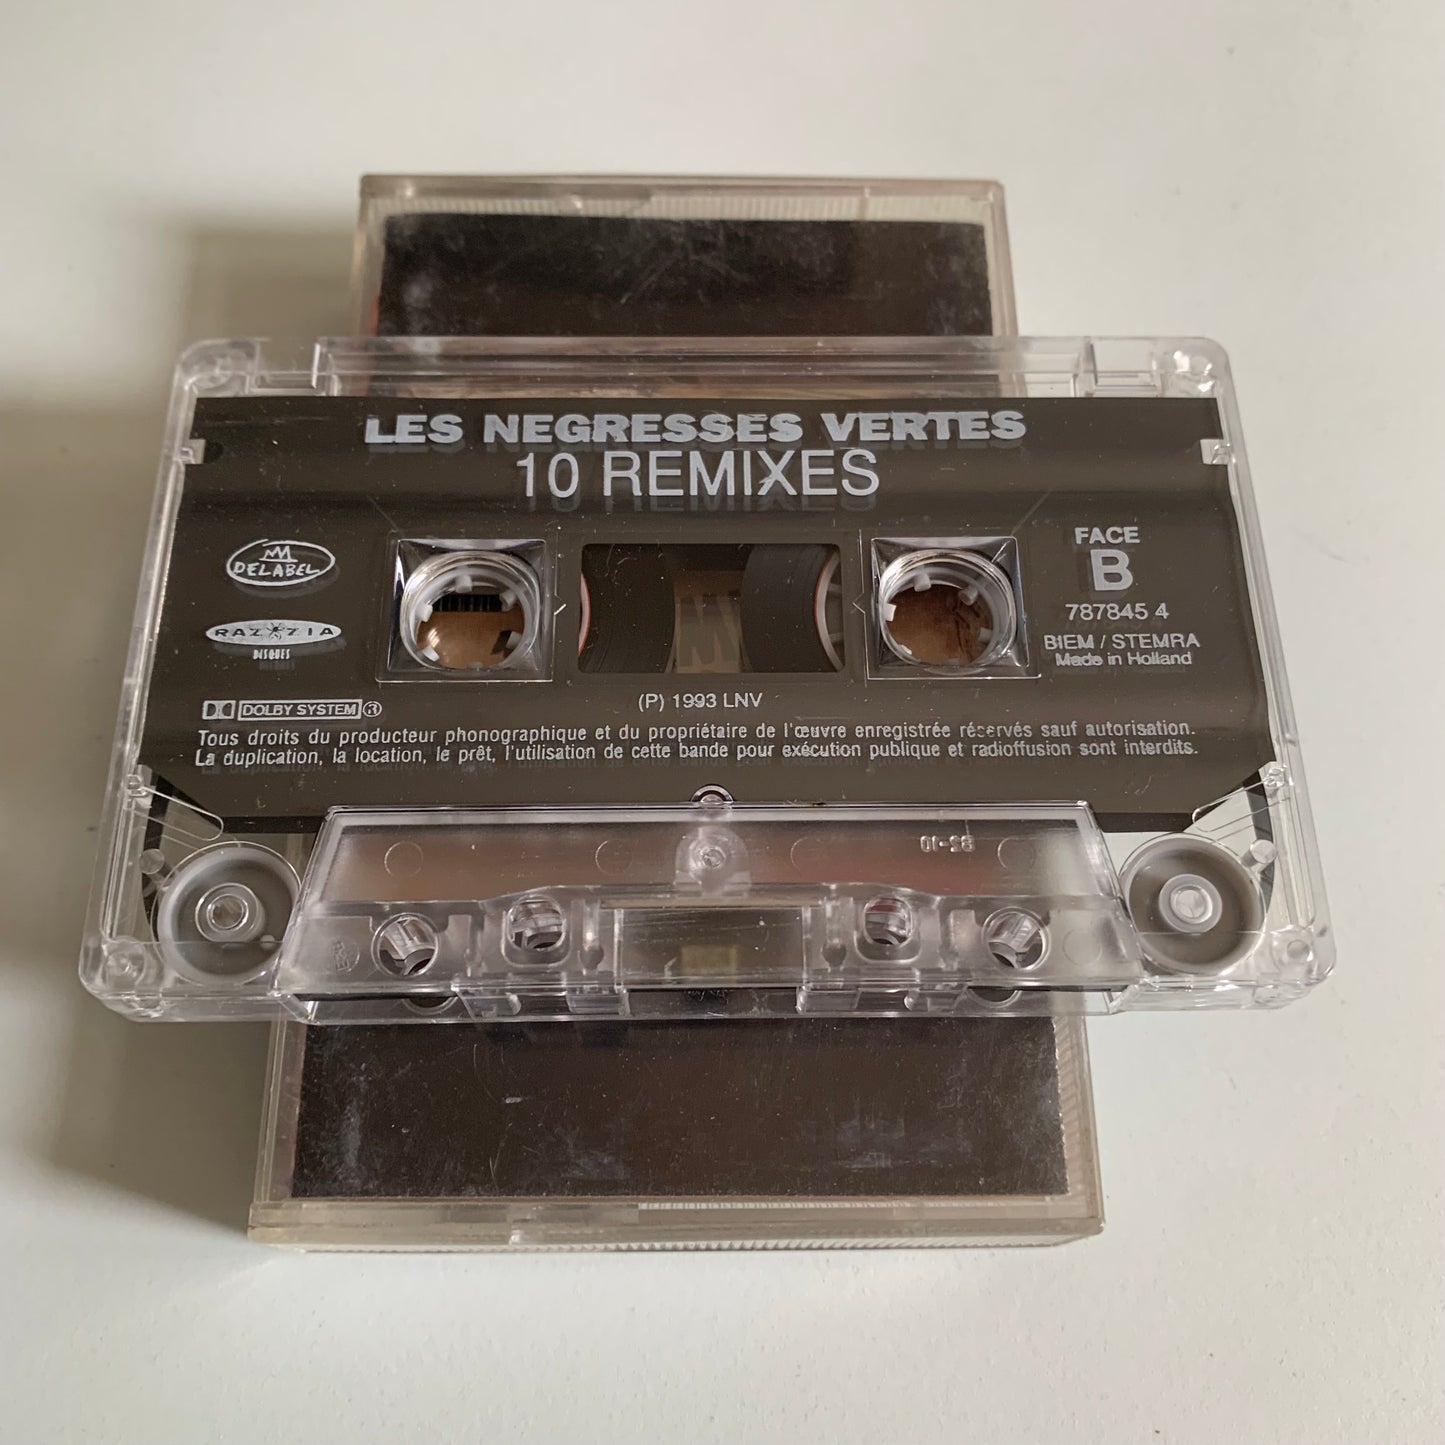 LES NEGRESSES VERTES
10 REMIXES
DELABEL
RAZZIA
DISQUES
FACE
B
787845 4
BIEM / STEMRA
Made in Holland
DOLBY SYSTEM®
(P) 1993 LNV
Tous droits du producteur phonographique et du propriétaire de l'œuvre enregistrée réservés sauf autorisation.
La duplication, la location, le prêt, l'utilisation de cette bande pour exécution publique et radioffusion sont interdits.